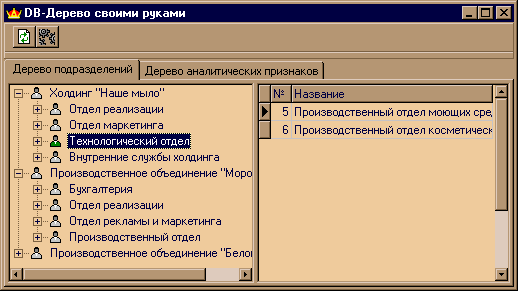 DB-Дерево своими руками
Дерево подразделений
Дерево аналитических признаков
Холдинг "Наше мыло"
Отдел реализации
Отдел маркетинга
Технологический отдел
Внутренние службы холдинга
Производственное объединение "Моро
Бухгалтерия
Отдел реализации
Отдел рекламы и маркетинга
Производственный отдел
Производственное объединение "Бело
№ Название
5 Производственный отдел моющих сред
6 Производственный отдел косметическ